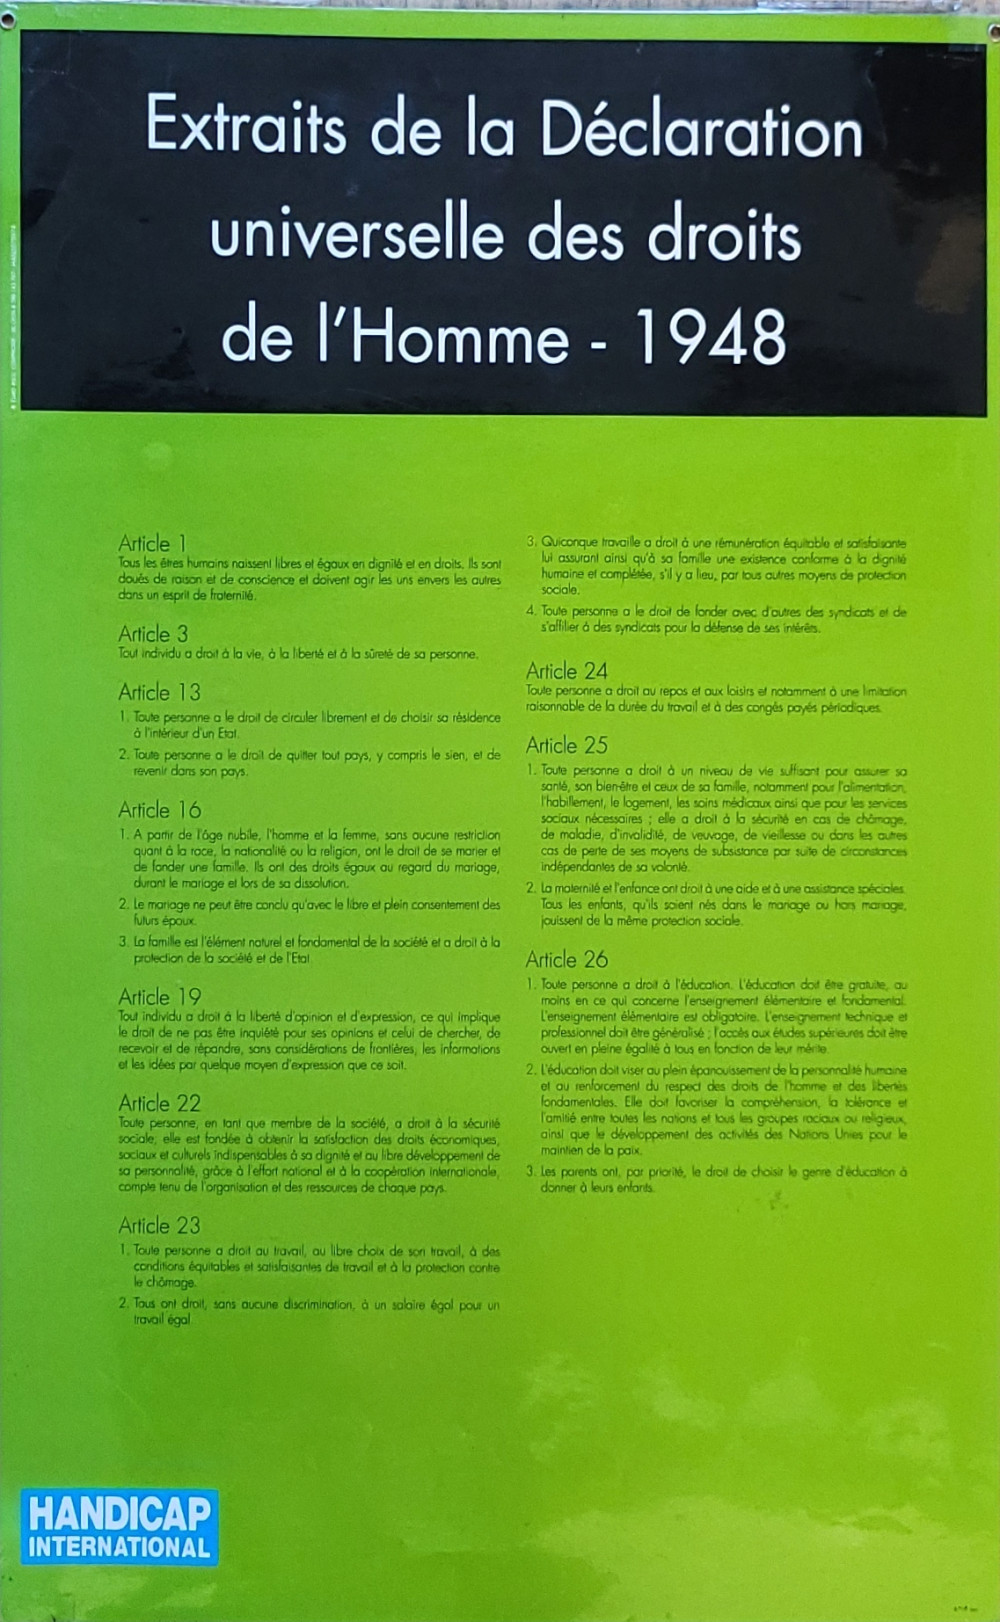 Extraits de la Déclaration
universelle des droits
de l'Homme - 1948
Article 1
Tous les êtres humains naissent libres et égaux en dignité et en droits. Ils sont
doués de raison et de conscience et doivent agir les uns envers les autres
dans un esprit de fraternité.
Article 3
Tout individu a droit à la vie, à la liberté et à la sûreté de sa personne.
Article 13
1. Toute personne a le droit de circuler librement et de choisir sa résidence
à l'intérieur d'un Etat.
2. Toute personne a le droit de quitter tout pays, y compris le sien, et de
revenir dans son pays.
Article 16
1. A partir de l'âge nubile, l'homme et la femme, sans aucune restriction
quant à la race, la nationalité ou la religion, ont le droit de se marier et
de fonder une famille. Ils ont des droits égaux au regard du mariage,
durant le mariage et lors de sa dissolution.
2. Le mariage ne peut être conclu qu'avec le libre et plein consentement des
futurs époux.
3. La famille est l'élément naturel et fondamental de la société et a droit à la
protection de la société et de l'Etat.
Article 19
Tout individu a droit à la liberté d'opinion et d'expression, ce qui implique
le droit de ne pas être inquiété pour ses opinions et celui de chercher, de
recevoir et de répandre, sans considérations de frontières, les informations
et les idées par quelque moyen d'expression que ce soit.
Article 22
Toute personne, en tant que membre de la société, a droit à la sécurité
sociale, elle est fondée à obtenir la satisfaction des droits économiques,
sociaux et culturels indispensables à sa dignité et au libre développement de
sa personnalité, grâce à l'effort national et à la coopération internationale,
compte tenu de l'organisation et des ressources de chaque pays.
Article 23
1. Toute personne a droit au travail, au libre choix de son travail, à des
conditions équitables et satisfaisantes de travail et à la protection contre
le chômage.
2. Tous ont droit, sans aucune discrimination, à un salaire égal pour un
travail égal.
3. Quiconque travaille a droit à une rémunération équitable et satisfaisante
lui assurant ainsi qu'à sa famille une existence conforme à la dignité
humaine et complétée, s'il y a lieu, par tous autres moyens de protection
sociale.
4. Toute personne a le droit de fonder avec d'autres des syndicats et de
s'affilier à des syndicats pour la défense de ses intérêts.
Article 24
Toute personne a droit au repos et aux loisirs et notamment à une limitation
raisonnable de la durée du travail et à des congés payés périodiques.
Article 25
1. Toute personne a droit à un niveau de vie suffisant pour assurer sa
santé, son bien-être et ceux de sa famille, notamment pour l'alimentation,
l'habillement, le logement, les soins médicaux ainsi que pour les services
sociaux nécessaires ; elle a droit à la sécurité en cas de chômage,
de maladie, d'invalidité, de veuvage, de vieillesse ou dans les autres
cas de perte de ses moyens de subsistance par suite de circonstances
indépendantes de sa volonté.
2. La maternité et l'enfance ont droit à une aide et à une assistance spéciales.
Tous les enfants, qu'ils soient nés dans le mariage ou hors mariage,
jouissent de la même protection sociale.
Article 26
1. Toute personne a droit à l'éducation. L'éducation doit être gratuite, au
moins en ce qui concerne l'enseignement élémentaire et fondamental.
L'enseignement élémentaire est obligatoire. L'enseignement technique et
professionnel doit être généralisé ; l'accès aux études supérieures doit être
ouvert en pleine égalité à tous en fonction de leur mérite.
2. L'éducation doit viser au plein épanouissement de la personnalité humaine
et au renforcement du respect des droits de l'homme et des libertés
fondamentales. Elle doit favoriser la compréhension, la tolérance et
l'amitié entre toutes les nations et tous les groupes raciaux ou religieux,
ainsi que le développement des activités des Nations Unies pour le
maintien de la paix.
3. Les parents ont, par priorité, le droit de choisir le genre d'éducation à
donner à leurs enfants.
HANDICAP
INTERNATIONAL